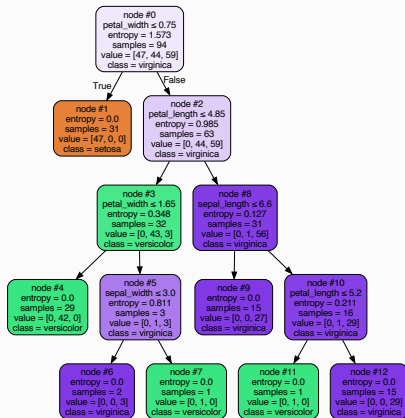 node #0
petal_width ≤ 0.75
entropy = 1.573
samples = 94
value = [47, 44, 59]
class = virginica
True
False
node #1
entropy = 0.0
samples = 31
value = [47, 0, 0]
class = setosa
node #2
petal_length ≤ 4.85
entropy = 0.985
samples = 63
value = [0, 44, 59]
class = virginica
node #3
petal_width ≤ 1.65
entropy = 0.348
samples = 32
value = [0, 43, 3]
class = versicolor
node #8
sepal_length ≤ 6.6
entropy = 0.127
samples = 31
value = [0, 1, 56]
class = virginica
node #4
entropy = 0.0
samples = 29
value = [0, 42, 0]
class = versicolor
node #5
sepal_width ≤ 3.0
entropy = 0.811
samples = 3
value = [0, 1, 3]
class = virginica
node #9
entropy = 0.0
samples = 15
value = [0, 0, 27]
class = virginica
node #10
petal_length ≤ 5.2
entropy = 0.211
samples = 16
value = [0, 1, 29]
class = virginica
node #6
entropy = 0.0
samples = 2
value = [0, 0, 3]
class = virginica
node #7
entropy = 0.0
samples = 1
value = [0, 1, 0]
class = versicolor
node #11
entropy = 0.0
samples = 1
value = [0, 1, 0]
class = versicolor
node #12
entropy = 0.0
samples = 15
value = [0, 0, 29]
class = virginica